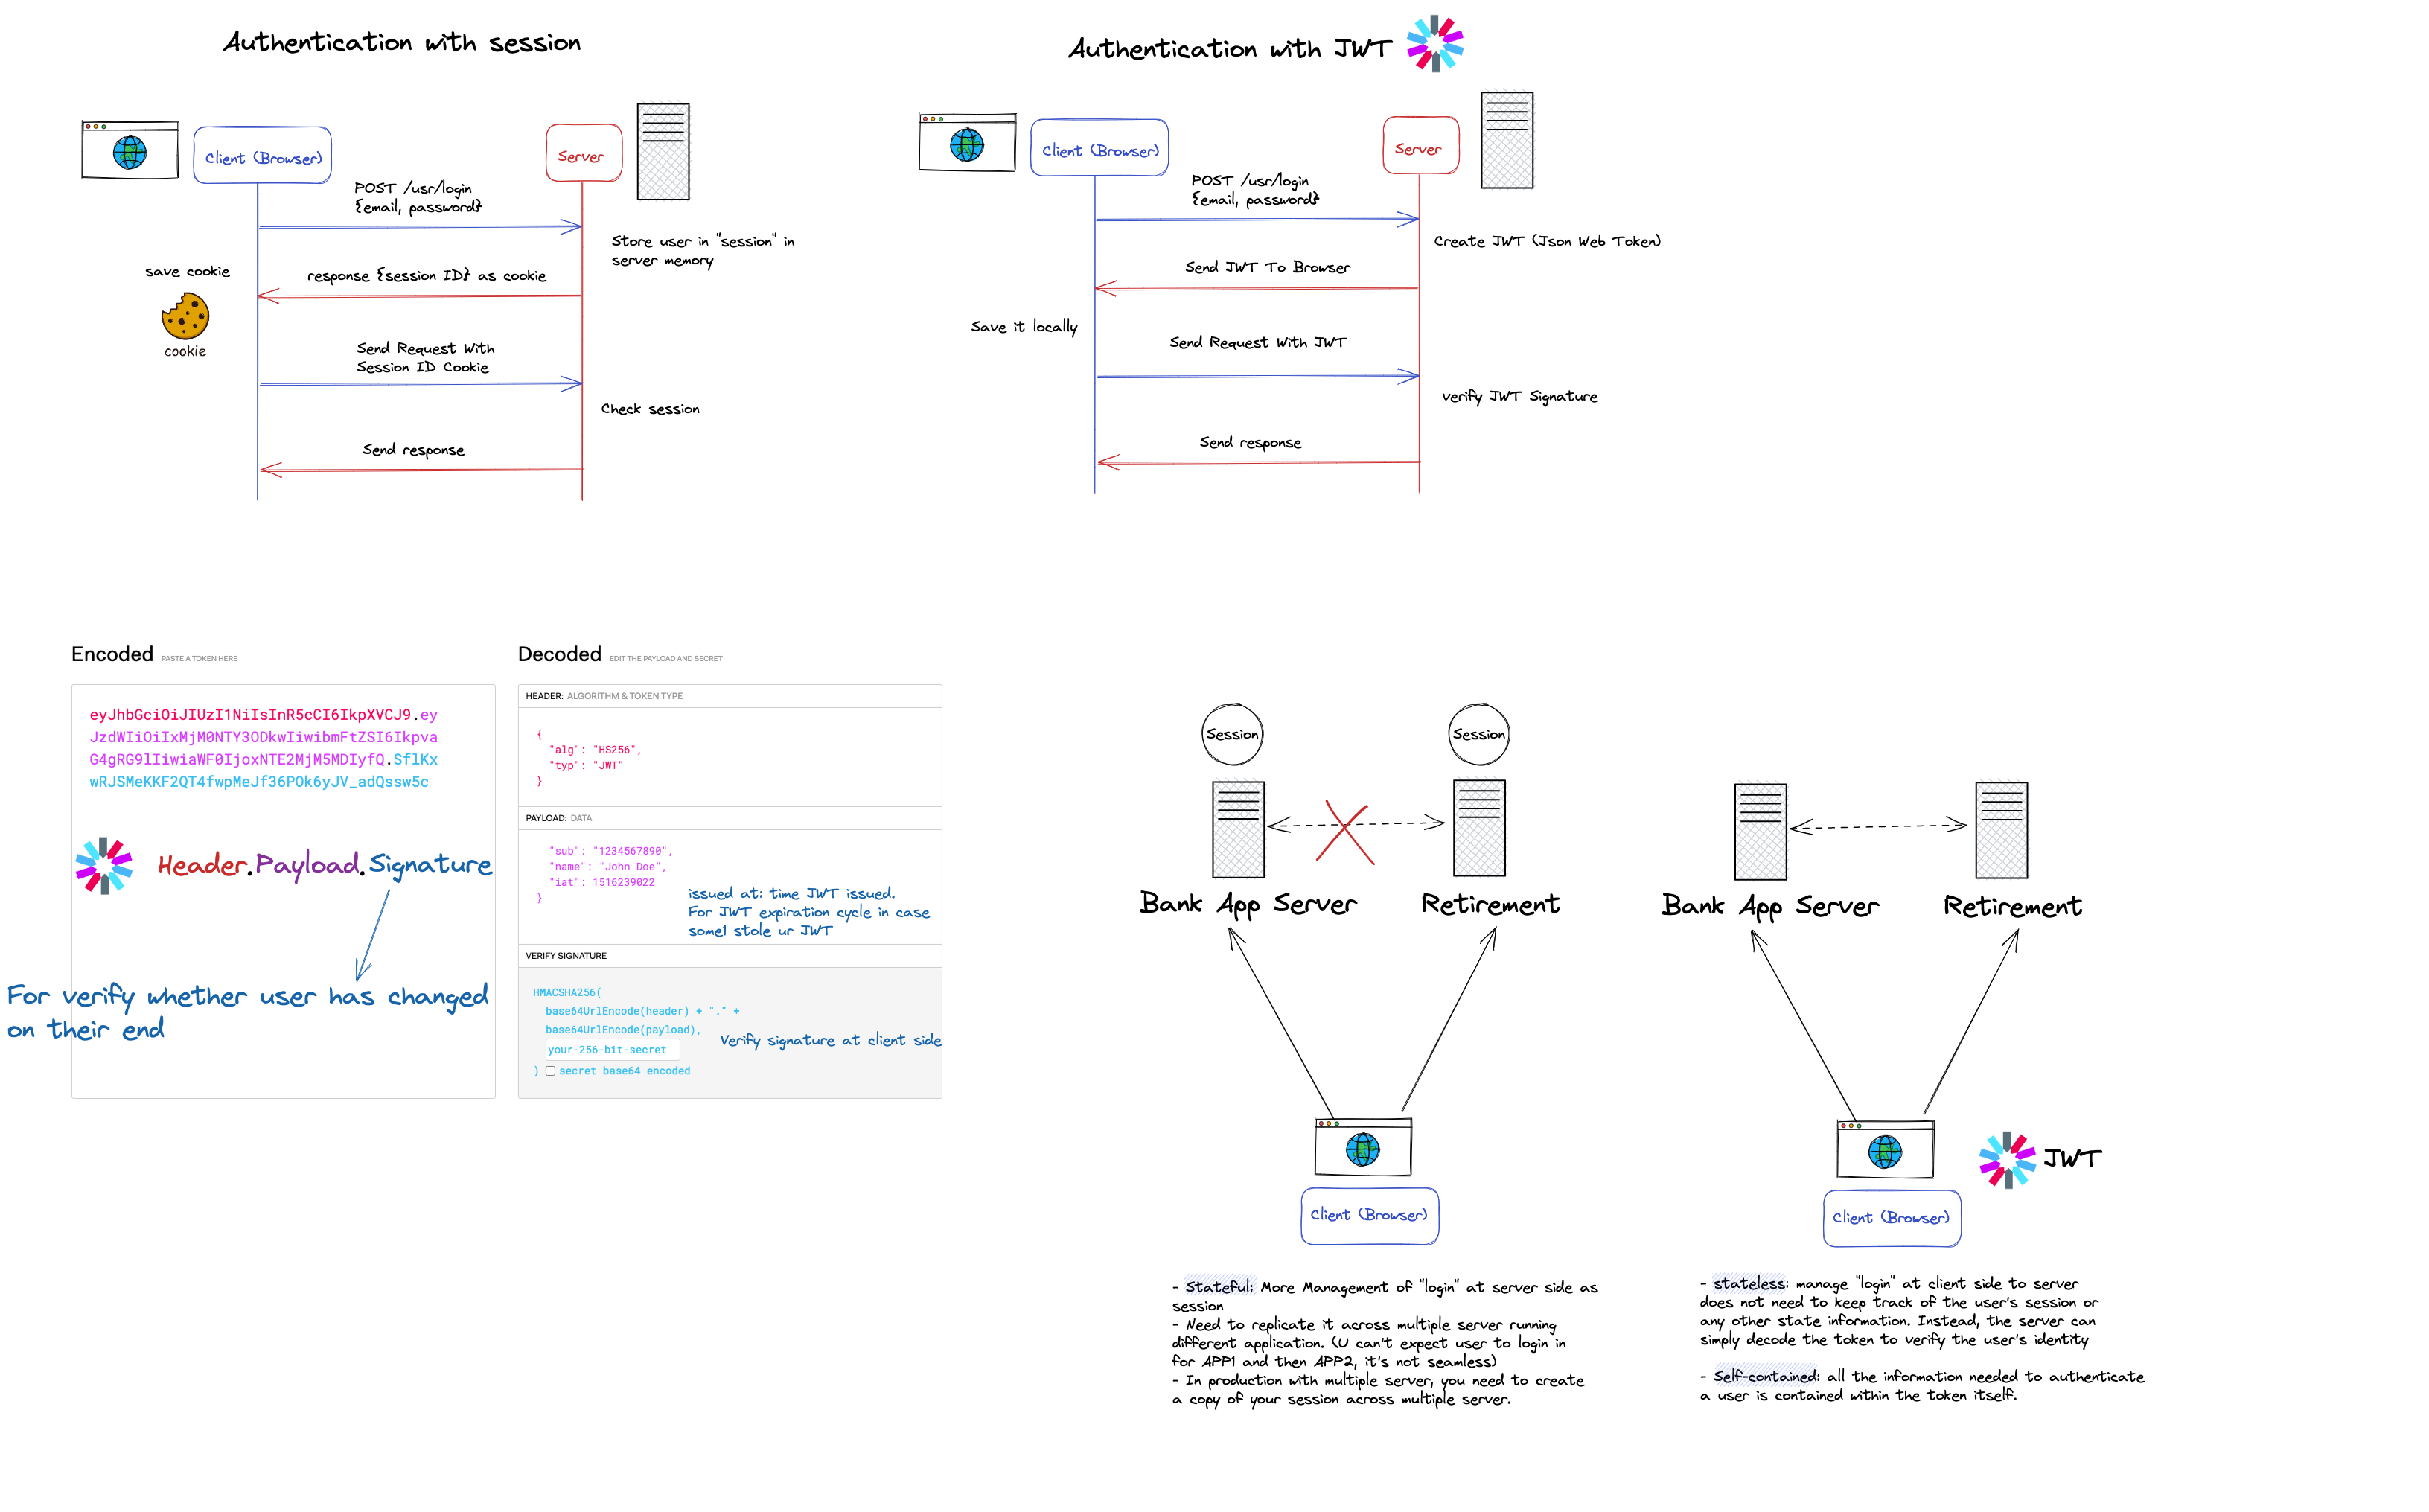 Authentication with session
Client (Browser)
Server
POST /usr/login
{email, password}
Store user in "session" in
server memory
save cookie
response {session ID} as cookie
cookie
Send Request With
Session ID Cookie
Check session
Send response
Authentication with JWT
Client (Browser)
Server
POST /usr/login
{email, password}
Create JWT (Json Web Token)
Send JWT To Browser
Save it locally
Send Request With JWT
verify JWT Signature
Send response
Encoded PASTE A TOKEN HERE
eyJhbGciOiJIUzI1NiIsInR5cCI6IkpXVCJ9.ey
JzdWIiOiIxMjM0NTY3ODkwIiwibmFtZSI6Ikpva
G4gRG9lIiwiaWF0IjoxNTE2MjM5MDIyfQ.SflKx
wRJSMeKKF2QT4fwpMeJf36POk6yJV_adQssw5c
Header.Payload.Signature
For verify whether user has changed
on their end
Decoded EDIT THE PAYLOAD AND SECRET
HEADER: ALGORITHM & TOKEN TYPE
{
"alg": "HS256",
"typ": "JWT"
}
PAYLOAD: DATA
"sub": "1234567890",
"name": "John Doe",
"iat": 1516239022
}
issued at: time JWT issued.
For JWT expiration cycle in case
some1 stole ur JWT
VERIFY SIGNATURE
HMACSHA256(
base64UrlEncode(header) + "." +
base64UrlEncode(payload),
your-256-bit-secret
) secret base64 encoded
Verify signature at client side
Session
Session
Bank App Server
Retirement
Client (Browser)
- Stateful: More Management of "login" at server side as
session
- Need to replicate it across multiple server running
different application. (U can't expect user to login in
for APP1 and then APP2, it's not seamless)
- In production with multiple server, you need to create
a copy of your session across multiple server.
Bank App Server
Retirement
JWT
Client (Browser)
- stateless: manage "login" at client side to server
does not need to keep track of the user's session or
any other state information. Instead, the server can
simply decode the token to verify the user's identity
- Self-contained: all the information needed to authenticate
a user is contained within the token itself.